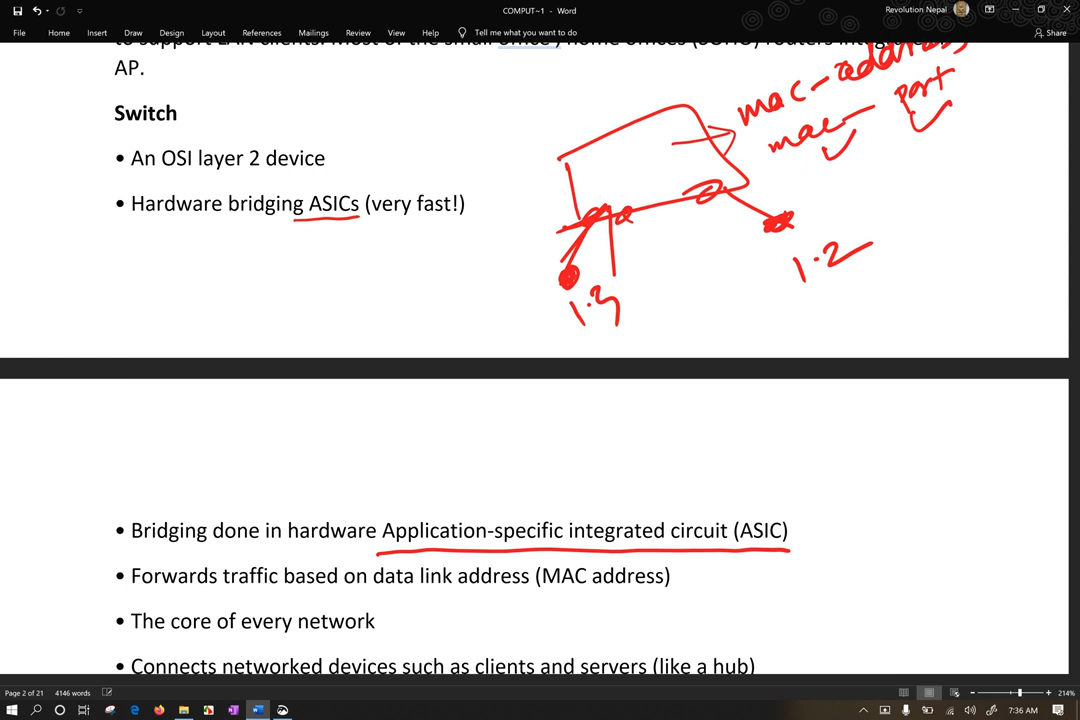 COMPUT~1 - Word
Revolution Nepal
File Home Insert Draw Design Layout References Mailings Review View Help Tell me what you want to do Share
AP.
Switch
mac-address
mac- port
• An OSI layer 2 device
• Hardware bridging ASICs (very fast!)
1.2
1.3
• Bridging done in hardware Application-specific integrated circuit (ASIC)
• Forwards traffic based on data link address (MAC address)
• The core of every network
• Connects networked devices such as clients and servers (like a hub)
Page 2 of 21 4146 words 214%
7:36 AM